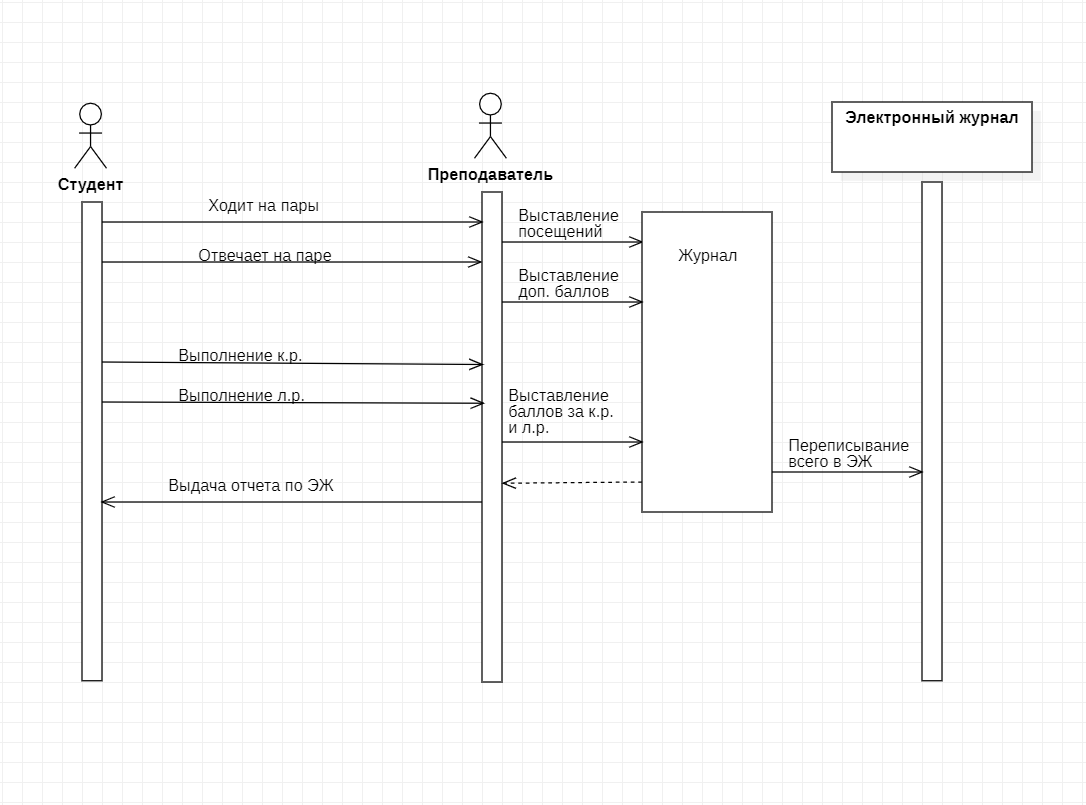 Электронный журнал
Преподаватель
Студент
Ходит на пары
Выставление
посещений
Отвечает на паре
Журнал
Выставление
доп. баллов
Выполнение к.р.
Выполнение л.р.
Выставление
баллов за к.р.
и л.р.
Переписывание
всего в ЭЖ
Выдача отчета по ЭЖ